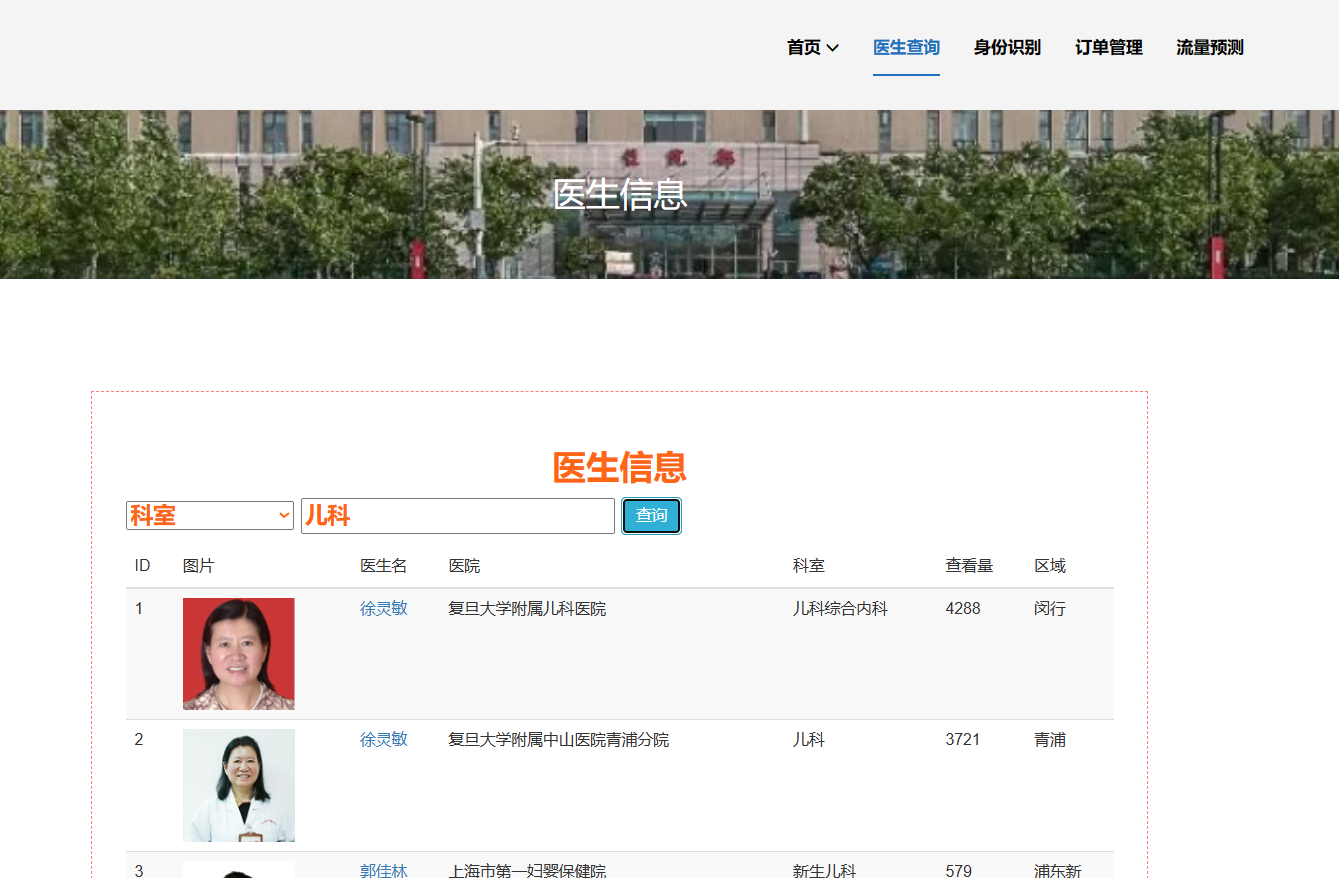 首页 医生查询 身份识别 订单管理 流量预测
住院部
医生信息
医生信息
科室 儿科 查询
ID 图片 医生名 医院 科室 查看量 区域
1 徐灵敏 复旦大学附属儿科医院 儿科综合内科 4288 闵行
2 徐灵敏 复旦大学附属中山医院青浦分院 儿科 3721 青浦
3 郭佳林 上海市第一妇婴保健院 新生儿科 579 浦东新